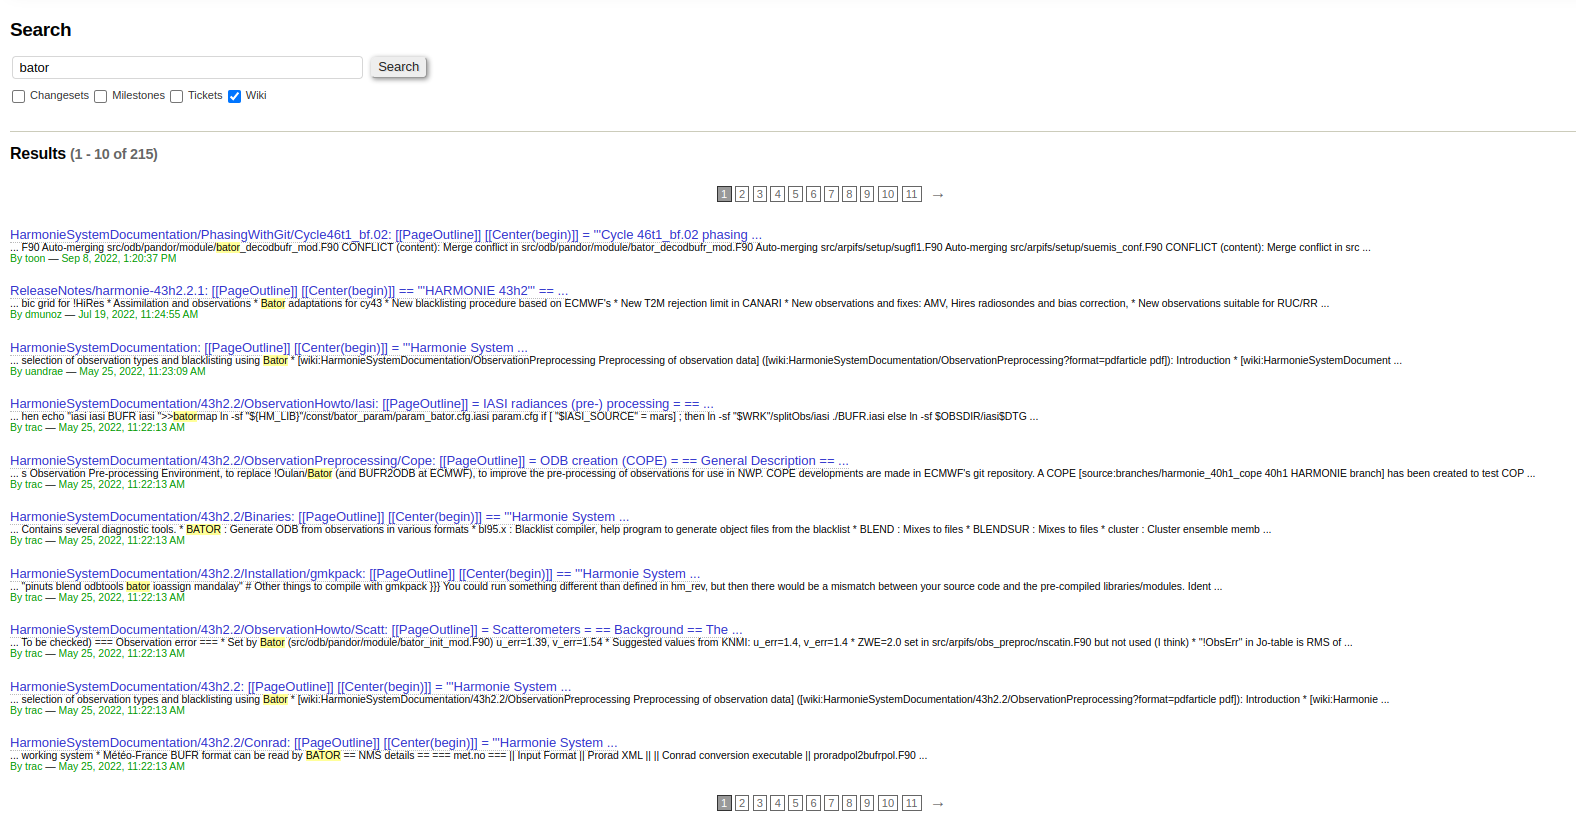 Search
bator
Search
Changesets Milestones Tickets Wiki
Results (1 - 10 of 215)
1 2 3 4 5 6 7 8 9 10 11 →
HarmonieSystemDocumentation/PhasingWithGit/Cycle46t1_bf.02: [[PageOutline]] [[Center(begin)]] = '''Cycle 46t1_bf.02 phasing ...
... F90 Auto-merging src/odb/pandor/module/bator_decodbufr_mod.F90 CONFLICT (content): Merge conflict in src/odb/pandor/module/bator_decodbufr_mod.F90 Auto-merging src/arpifs/setup/sugfl1.F90 Auto-merging src/arpifs/setup/suemis_conf.F90 CONFLICT (content): Merge conflict in src ...
By toon — Sep 8, 2022, 1:20:37 PM
ReleaseNotes/harmonie-43h2.2.1: [[PageOutline]] [[Center(begin)]] == '''HARMONIE 43h2''' == ...
... bic grid for !HiRes * Assimilation and observations * Bator adaptations for cy43 * New blacklisting procedure based on ECMWF's * New T2M rejection limit in CANARI * New observations and fixes: AMV, Hires radiosondes and bias correction, * New observations suitable for RUC/RR ...
By dmunoz — Jul 19, 2022, 11:24:55 AM
HarmonieSystemDocumentation: [[PageOutline]] [[Center(begin)]] = '''Harmonie System ...
... selection of observation types and blacklisting using Bator * [wiki:HarmonieSystemDocumentation/ObservationPreprocessing Preprocessing of observation data] ([wiki:HarmonieSystemDocumentation/ObservationPreprocessing?format=pdfarticle pdf]): Introduction * [wiki:HarmonieSystemDocument ...
By uandrae — May 25, 2022, 11:23:09 AM
HarmonieSystemDocumentation/43h2.2/ObservationHowto/Iasi: [[PageOutline]] = IASI radiances (pre-) processing = == ...
... hen echo "iasi iasi BUFR iasi ">>batormap ln -sf "${HM_LIB}"/const/bator_param/param_bator.cfg.iasi param.cfg if [ "$IASI_SOURCE" = mars] ; then ln -sf "$WRK"/splitObs/iasi ./BUFR.iasi else ln -sf $OBSDIR/iasi$DTG ...
By trac — May 25, 2022, 11:22:13 AM
HarmonieSystemDocumentation/43h2.2/ObservationPreprocessing/Cope: [[PageOutline]] = ODB creation (COPE) = == General Description == ...
... s Observation Pre-processing Environment, to replace !Oulan/Bator (and BUFR2ODB at ECMWF), to improve the pre-processing of observations for use in NWP. COPE developments are made in ECMWF's git repository. A COPE [source:branches/harmonie_40h1_cope 40h1 HARMONIE branch] has been created to test COP ...
By trac — May 25, 2022, 11:22:13 AM
HarmonieSystemDocumentation/43h2.2/Binaries: [[PageOutline]] [[Center(begin)]] == '''Harmonie System ...
... Contains several diagnostic tools. * BATOR : Generate ODB from observations in various formats * bl95.x : Blacklist compiler, help program to generate object files from the blacklist * BLEND : Mixes to files * BLENDSUR : Mixes to files * cluster : Cluster ensemble memb ...
By trac — May 25, 2022, 11:22:13 AM
HarmonieSystemDocumentation/43h2.2/Installation/gmkpack: [[PageOutline]] [[Center(begin)]] == '''Harmonie System ...
... "pinuts blend odbtools bator ioassign mandalay" # Other things to compile with gmkpack }}} You could run something different than defined in hm_rev, but then there would be a mismatch between your source code and the pre-compiled libraries/modules. Ident ...
By trac — May 25, 2022, 11:22:13 AM
HarmonieSystemDocumentation/43h2.2/ObservationHowto/Scatt: [[PageOutline]] = Scatterometers = == Background == The ...
... To be checked) === Observation error === * Set by Bator (src/odb/pandor/module/bator_init_mod.F90) u_err=1.39, v_err=1.54 * Suggested values from KNMI: u_err=1.4, v_err=1.4 * ZWE=2.0 set in src/arpifs/obs_preproc/nscatin.F90 but not used (I think) * "!ObsErr" in Jo-table is RMS of ...
By trac — May 25, 2022, 11:22:13 AM
HarmonieSystemDocumentation/43h2.2: [[PageOutline]] [[Center(begin)]] = '''Harmonie System ...
... selection of observation types and blacklisting using Bator * [wiki:HarmonieSystemDocumentation/43h2.2/ObservationPreprocessing Preprocessing of observation data] ([wiki:HarmonieSystemDocumentation/43h2.2/ObservationPreprocessing?format=pdfarticle pdf]): Introduction * [wiki:Harmonie ...
By trac — May 25, 2022, 11:22:13 AM
HarmonieSystemDocumentation/43h2.2/Conrad: [[PageOutline]] [[Center(begin)]] = '''Harmonie System ...
... working system * Météo-France BUFR format can be read by BATOR == NMS details == === met.no === || Input Format || Prorad XML || || Conrad conversion executable || proradpol2bufrpol.F90 ...
By trac — May 25, 2022, 11:22:13 AM
1 2 3 4 5 6 7 8 9 10 11 →